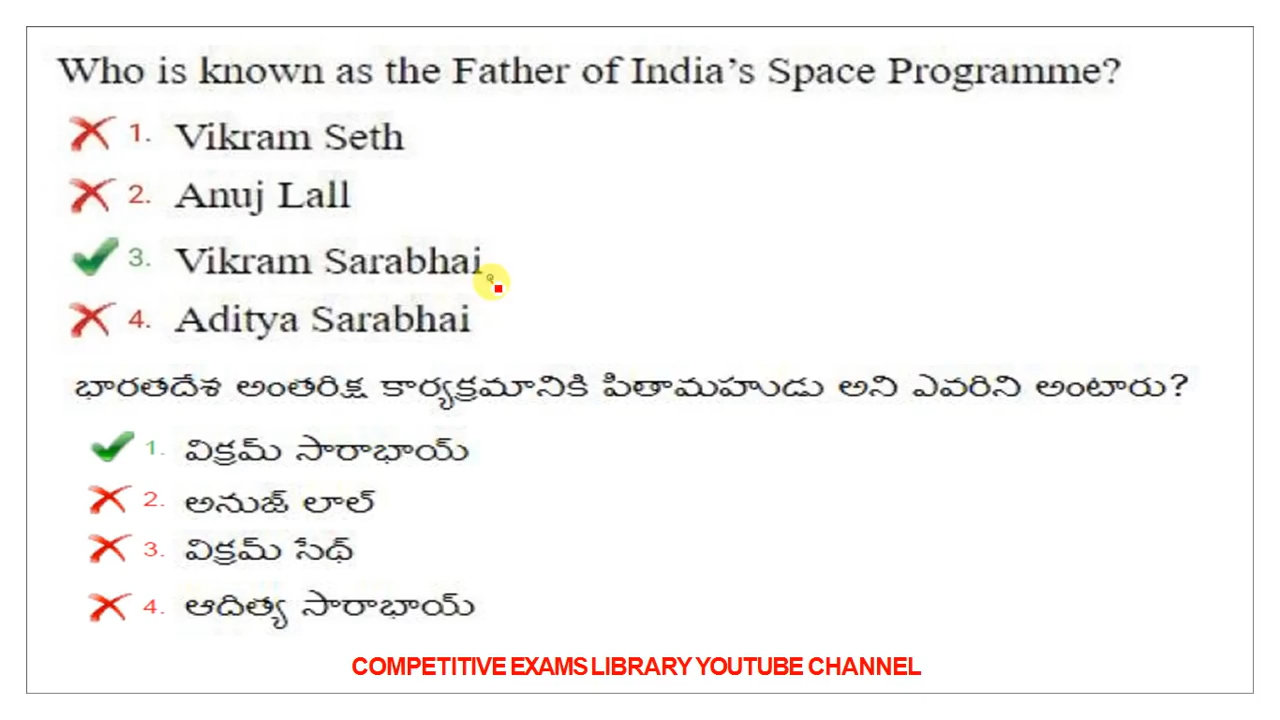 Who is known as the Father of India's Space Programme?
1. Vikram Seth
2. Anuj Lall
3. Vikram Sarabhai
4. Aditya Sarabhai
భారతదేశ అంతరిక్ష కార్యక్రమానికి పితామహుడు అని ఎవరిని అంటారు?
1. విక్రమ్ సారాభాయ్
2. అనుజ్ లాల్
3. విక్రమ్ సేథ్
4. ఆదిత్య సారాభాయ్
COMPETITIVE EXAMS LIBRARY YOUTUBE CHANNEL